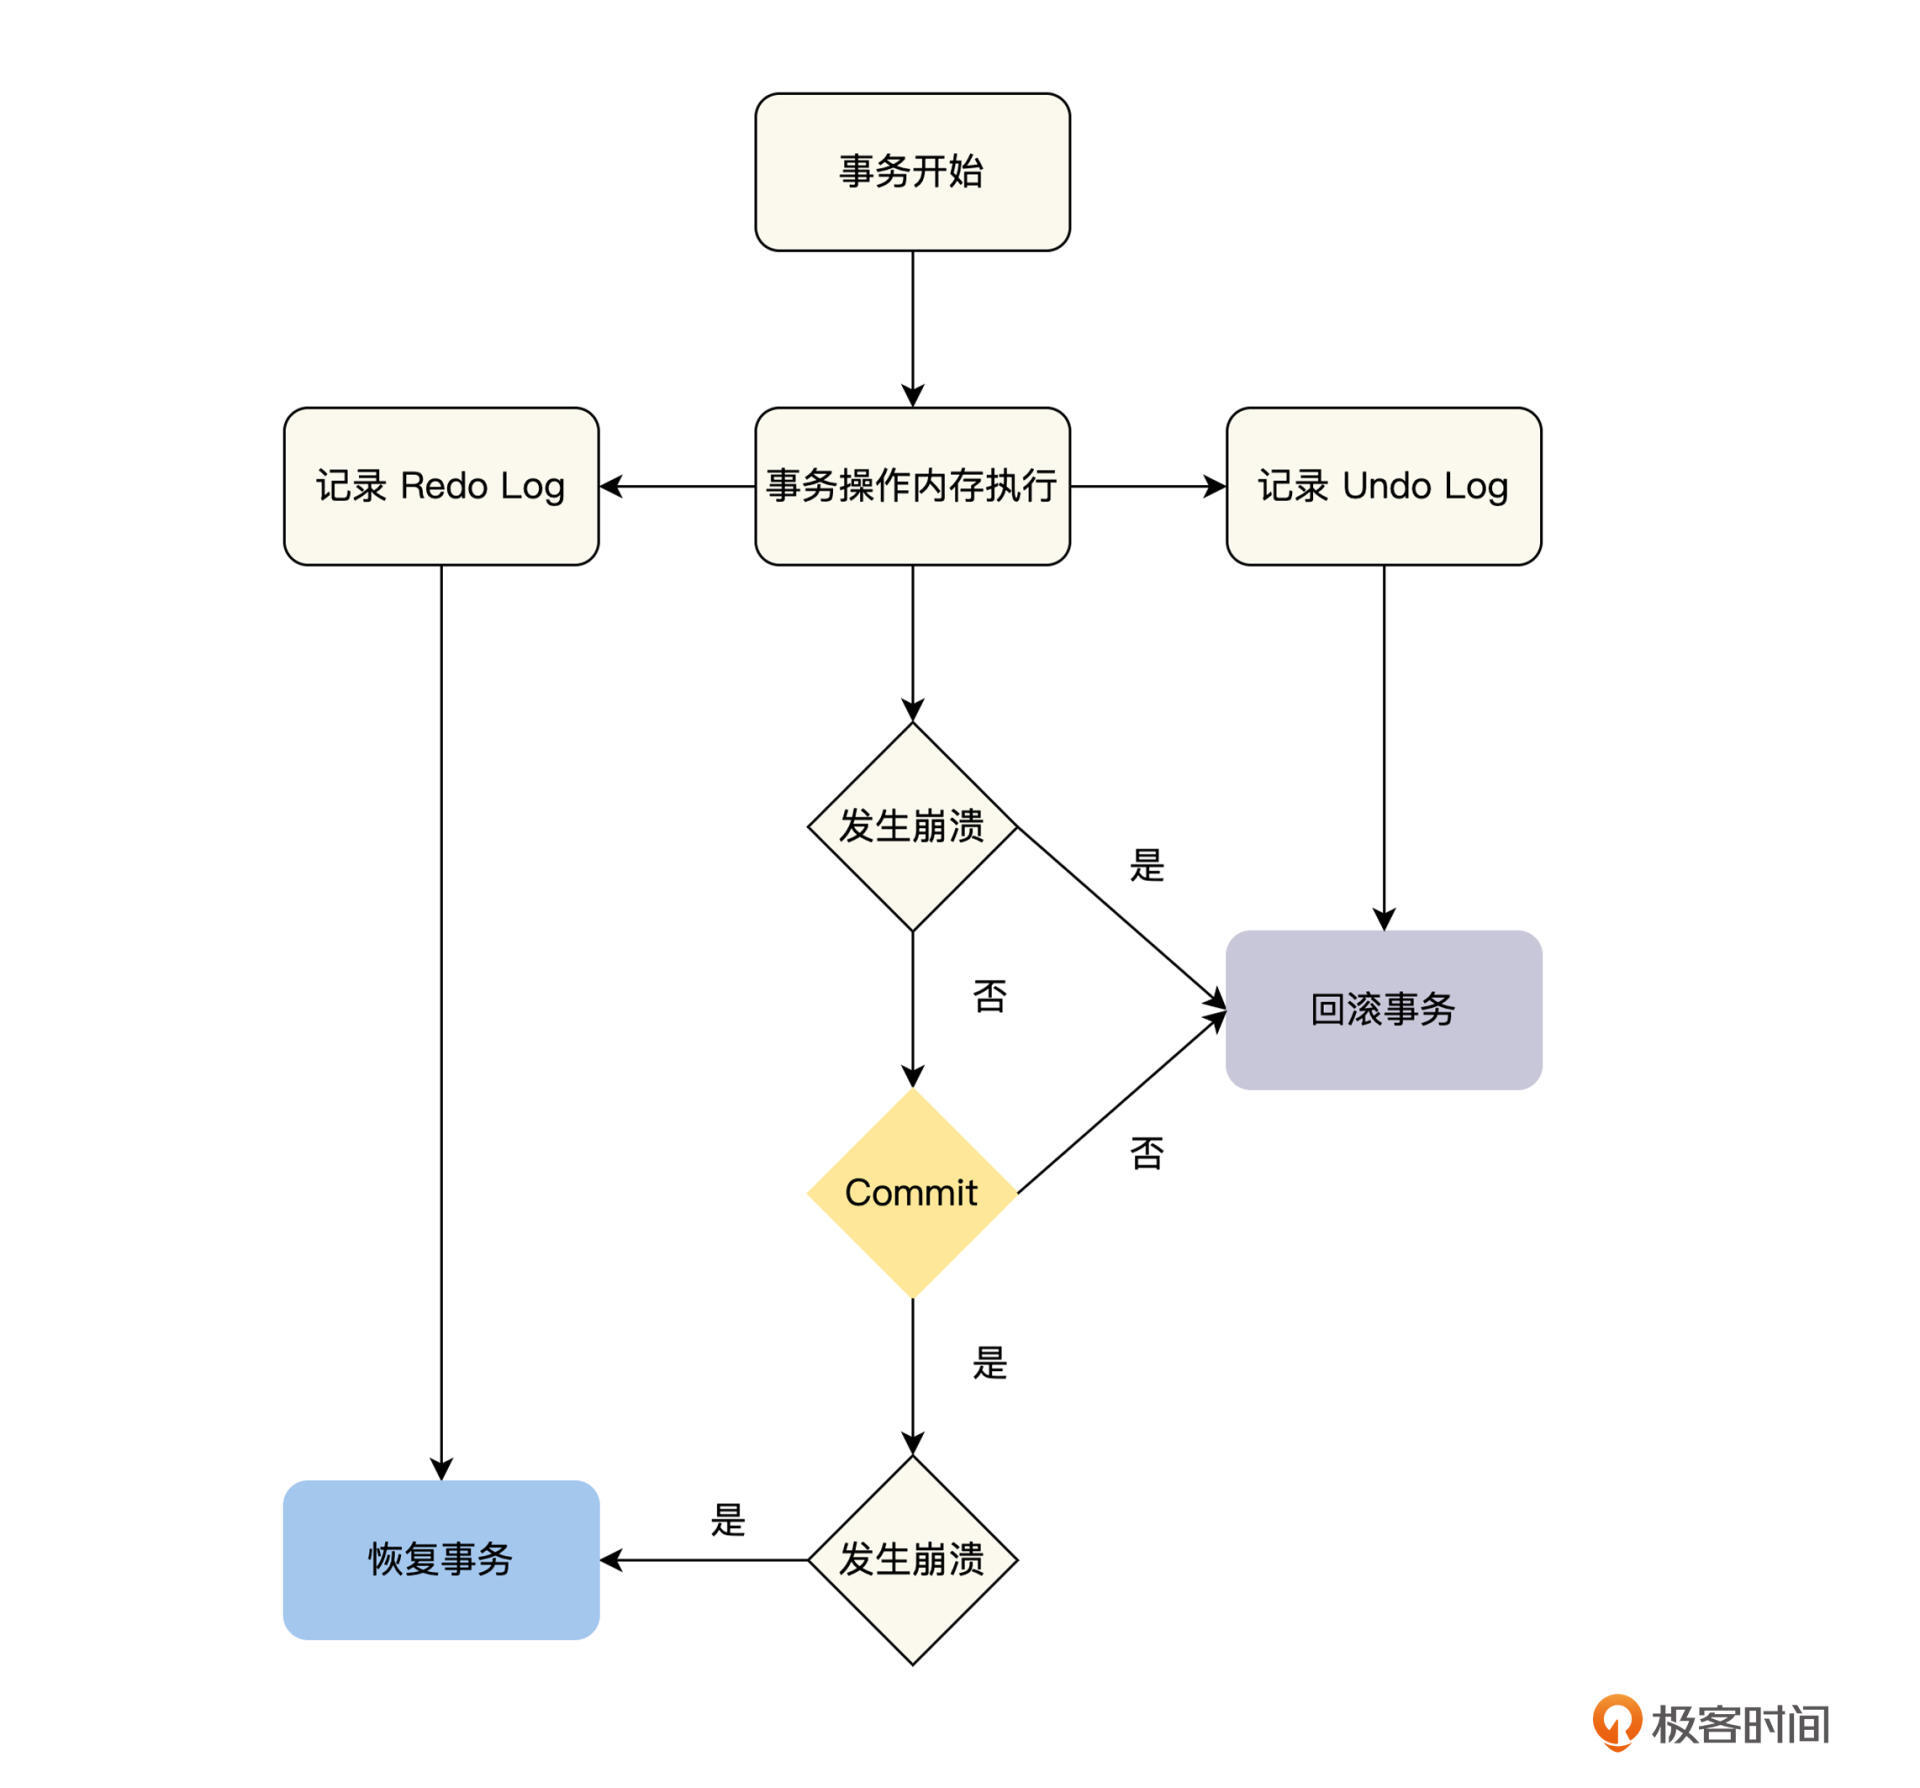 事务开始
记录 Redo Log
事务操作内存执行
记录 Undo Log
发生崩溃
是
否
回滚事务
否
Commit
是
是
恢复事务
发生崩溃
极客时间